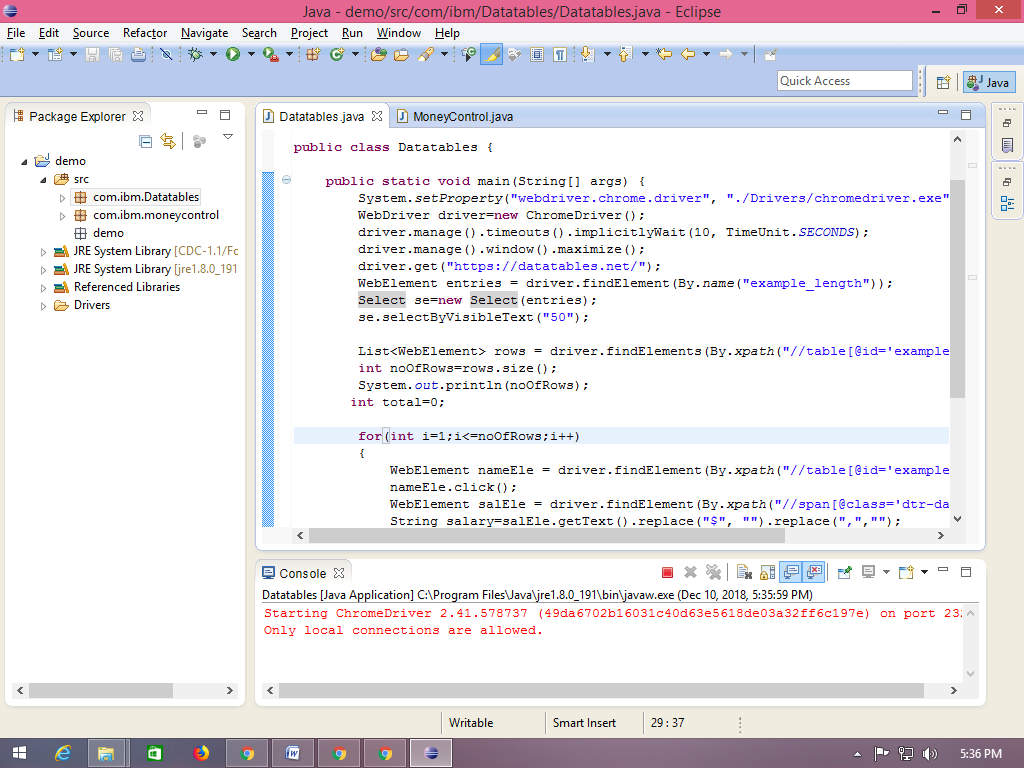 Java - demo/src/com/ibm/Datatables/Datatables.java - Eclipse
File Edit Source Refactor Navigate Search Project Run Window Help
Quick Access
Java
Package Explorer
demo
src
com.ibm.Datatables
com.ibm.moneycontrol
demo
JRE System Library [CDC-1.1/Fc
JRE System Library [jre1.8.0_191
Referenced Libraries
Drivers
Datatables.java MoneyControl.java
public class Datatables {
public static void main(String[] args) {
System.setProperty("webdriver.chrome.driver", "./Drivers/chromedriver.exe"
WebDriver driver=new ChromeDriver();
driver.manage().timeouts().implicitlyWait(10, TimeUnit.SECONDS);
driver.manage().window().maximize();
driver.get("https://datatables.net/");
WebElement entries = driver.findElement(By.name("example_length"));
Select se=new Select(entries);
se.selectByVisibleText("50");
List<WebElement> rows = driver.findElements(By.xpath("//table[@id='example
int noOfRows=rows.size();
System.out.println(noOfRows);
int total=0;
for(int i=1;i<=noOfRows;i++)
{
WebElement nameEle = driver.findElement(By.xpath("//table[@id='example
nameEle.click();
WebElement salEle = driver.findElement(By.xpath("//span[@class='dtr-da
String salary=salEle.getText().replace("$", "").replace(",","");
Console
Datatables [Java Application] C:\Program Files\Java\jre1.8.0_191\bin\javaw.exe (Dec 10, 2018, 5:35:59 PM)
Starting ChromeDriver 2.41.578737 (49da6702b16031c40d63e5618de03a32ff6c197e) on port 23
Only local connections are allowed.
Writable Smart Insert 29 : 37
5:36 PM